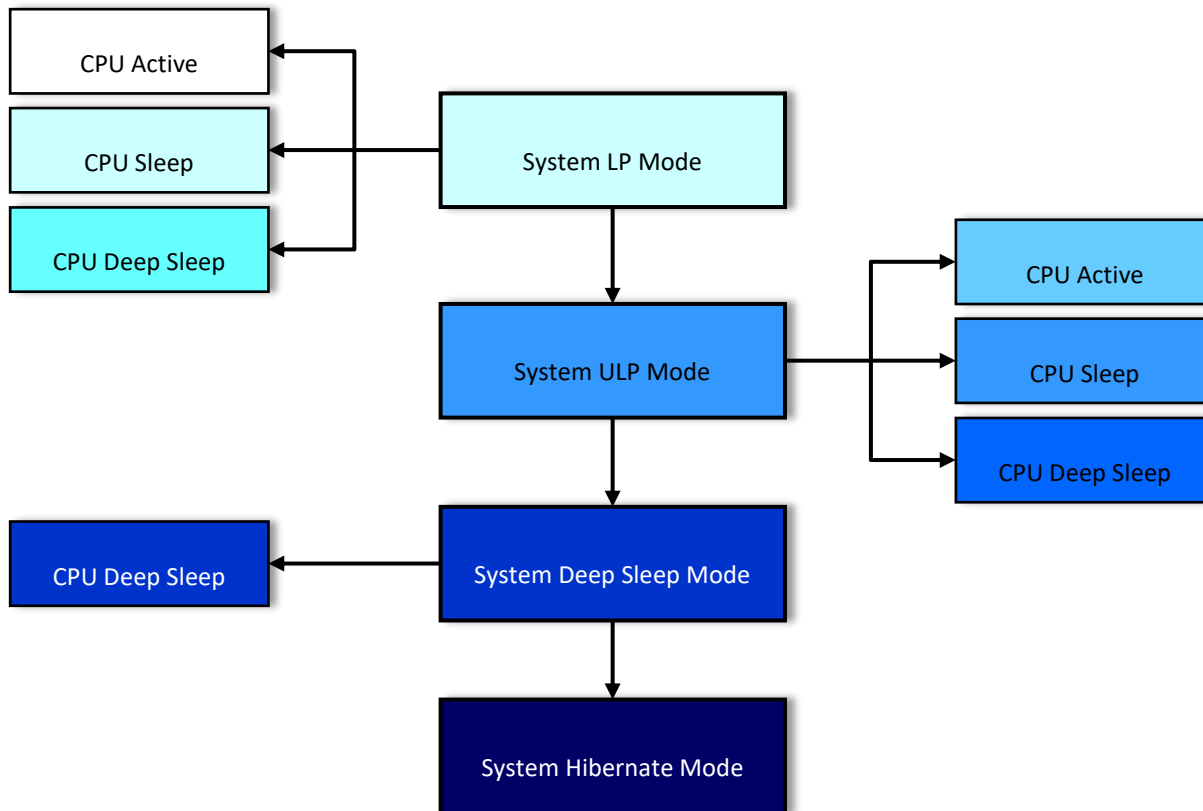 CPU Active
CPU Sleep
System LP Mode
CPU Deep Sleep
CPU Active
System ULP Mode
CPU Sleep
CPU Deep Sleep
CPU Deep Sleep
System Deep Sleep Mode
System Hibernate Mode